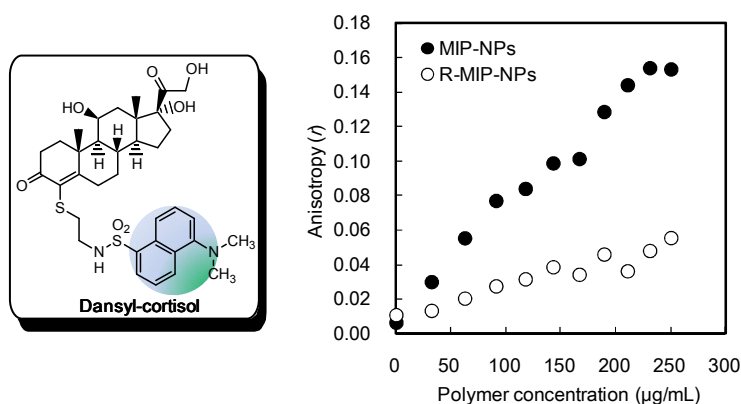 O
OH
HO
OH
H
H
H
O
S
O2
S
N
H
N
CH3
CH3
Dansyl-cortisol
0.18
0.16
0.14
0.12
0.10
0.08
0.06
0.04
0.02
0.00
Anisotropy (r)
MIP-NPs
R-MIP-NPs
0 50 100 150 200 250 300
Polymer concentration (µg/mL)